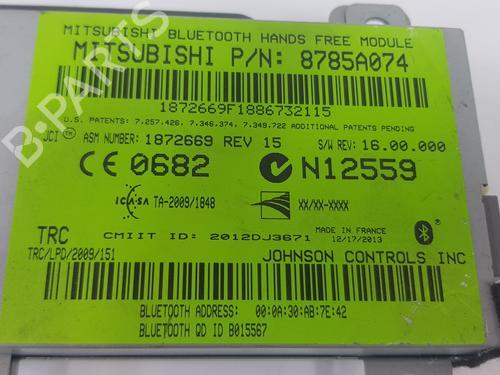 MITSUBISHI BLUETOOTH HANDS FREE MODULE
MITSUBISHI P/N: 8785A074
1872669F1886732115
U.S. PATENTS: 7,257,426, 7,346,374, 7,349,722 ADDITIONAL PATENTS PENDING
JCI™ ASM NUMBER: 1872669 REV 15 S/W REV: 16.00.000
CE 0682 N12559
ICASA TA-2009/1848 XX/XX-XXXX
TRC CMIIT ID: 2012DJ3671 MADE IN FRANCE
12/17/2013
TRC/LPD/2009/151 JOHNSON CONTROLS INC
BLUETOOTH ADDRESS: 00:0A:30:AB:7E:42
BLUETOOTH QD ID B015567
B-PARTS